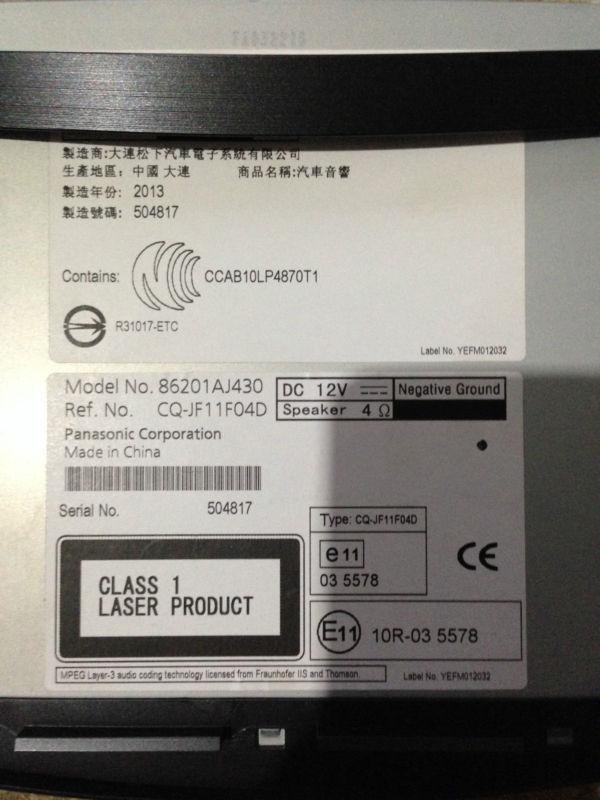 製造商:大連松下汽車電子系統有限公司
生產地區: 中國 大連 商品名稱:汽車音響
製造年份: 2013
製造號碼: 504817
Contains: CCAB10LP4870T1
R31017-ETC
Label No. YEFM012032
Model No. 86201AJ430
DC 12V Negative Ground
Ref. No. CQ-JF11F04D
Speaker 4 Ω
Panasonic Corporation
Made in China
Serial No. 504817
Type: CQ-JF11F04D
e11
03 5578
CE
CLASS 1
LASER PRODUCT
E11 10R-03 5578
MPEG Layer-3 audio coding technology licensed from Fraunhofer IIS and Thomson.
Label No. YEFM012032